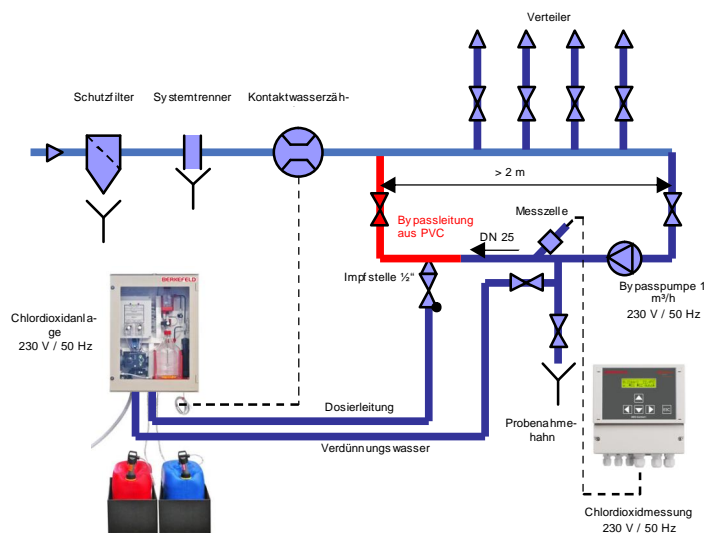 Verteiler
Schutzfilter
Systemtrenner
Kontaktwasserzäh-
> 2 m
Messzelle
Bypassleitung
aus PVC
DN 25
Impfstelle ½"
Bypasspumpe 1
m³/h
230 V / 50 Hz
BERKEFELD
Chlordioxidanla-
ge
230 V / 50 Hz
Dosierleitung
Verdünnungswasser
Probenahme-
hahn
Chlordioxidmessung
230 V / 50 Hz